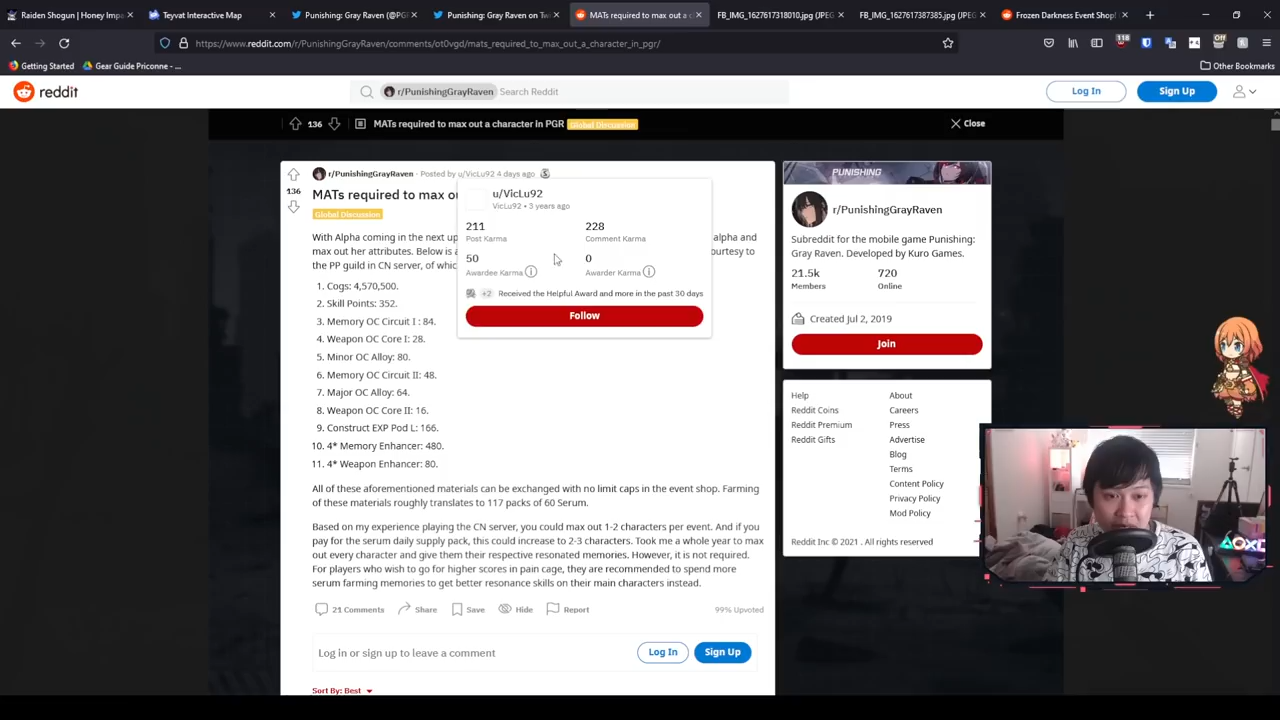 Raiden Shogun | Honey Impa
Teyvat Interactive Map
Punishing: Gray Raven (@PGR
Punishing: Gray Raven on Tw
MATs required to max out a c
FB_IMG_1627617318010.jpg (JPEG
FB_IMG_1627617387385.jpg (JPEG
Frozen Darkness Event Shop!
https://www.reddit.com/r/PunishingGrayRaven/comments/ot0vgd/mats_required_to_max_out_a_character_in_pgr/
118
Off
Getting Started
Gear Guide Priconne - ...
Other Bookmarks
reddit
r/PunishingGrayRaven
Search Reddit
Log In
Sign Up
136
MATs required to max out a character in PGR
Global Discussion
Close
r/PunishingGrayRaven · Posted by u/VicLu92 4 days ago
136
MATs required to max o
Global Discussion
With Alpha coming in the next up
alpha and
max out her attributes. Below is a
ourtesy to
the PP guild in CN server, of whic
u/VicLu92
VicLu92 • 3 years ago
211
Post Karma
228
Comment Karma
50
Awardee Karma
0
Awarder Karma
+2
Received the Helpful Award and more in the past 30 days
Follow
1. Cogs: 4,570,500.
2. Skill Points: 352.
3. Memory OC Circuit I : 84.
4. Weapon OC Core I: 28.
5. Minor OC Alloy: 80.
6. Memory OC Circuit II: 48.
7. Major OC Alloy: 64.
8. Weapon OC Core II: 16.
9. Construct EXP Pod L: 166.
10. 4* Memory Enhancer: 480.
11. 4* Weapon Enhancer: 80.
All of these aforementioned materials can be exchanged with no limit caps in the event shop. Farming
of these materials roughly translates to 117 packs of 60 Serum.
Based on my experience playing the CN server, you could max out 1-2 characters per event. And if you
pay for the serum daily supply pack, this could increase to 2-3 characters. Took me a whole year to max
out every character and give them their respective resonated memories. However, it is not required.
For players who wish to go for higher scores in pain cage, they are recommended to spend more
serum farming memories to get better resonance skills on their main characters instead.
21 Comments
Share
Save
Hide
Report
99% Upvoted
Log in or sign up to leave a comment
Log In
Sign Up
Sort By: Best
PUNISHING
r/PunishingGrayRaven
Subreddit for the mobile game Punishing:
Gray Raven. Developed by Kuro Games.
21.5k
Members
720
Online
Created Jul 2, 2019
Join
Help
Reddit Coins
Reddit Premium
Reddit Gifts
About
Careers
Press
Advertise
Blog
Terms
Content Policy
Privacy Policy
Mod Policy
Reddit Inc © 2021 . All rights reserved